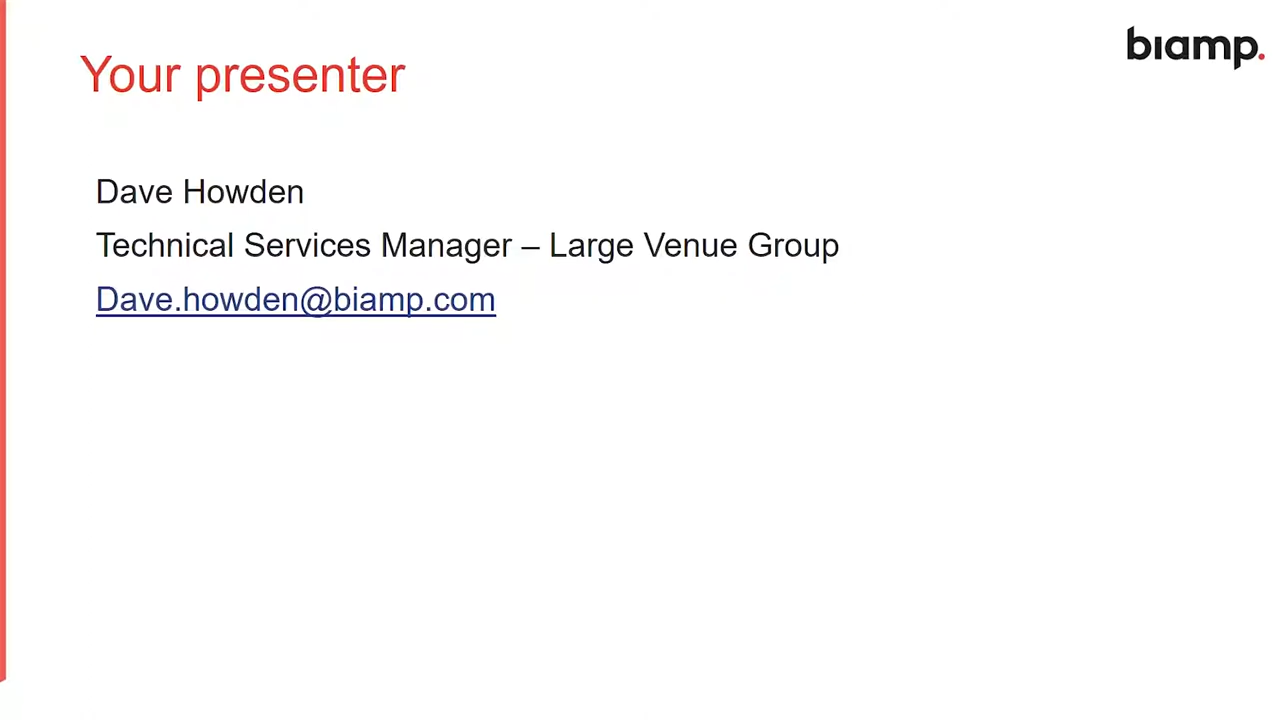 biamp.
Your presenter
Dave Howden
Technical Services Manager – Large Venue Group
Dave.howden@biamp.com